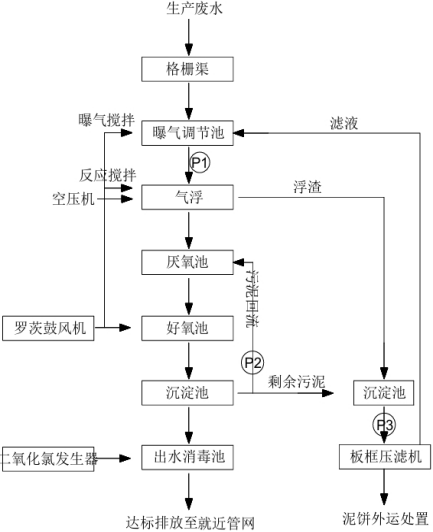 生产废水
格栅渠
曝气搅拌
曝气调节池
滤液
P1
反应搅拌
空压机
气浮
浮渣
厌氧池
污泥回流
罗茨鼓风机
好氧池
P2
剩余污泥
沉淀池
沉淀池
P3
二氧化氯发生器
出水消毒池
板框压滤机
达标排放至就近管网
泥饼外运处置